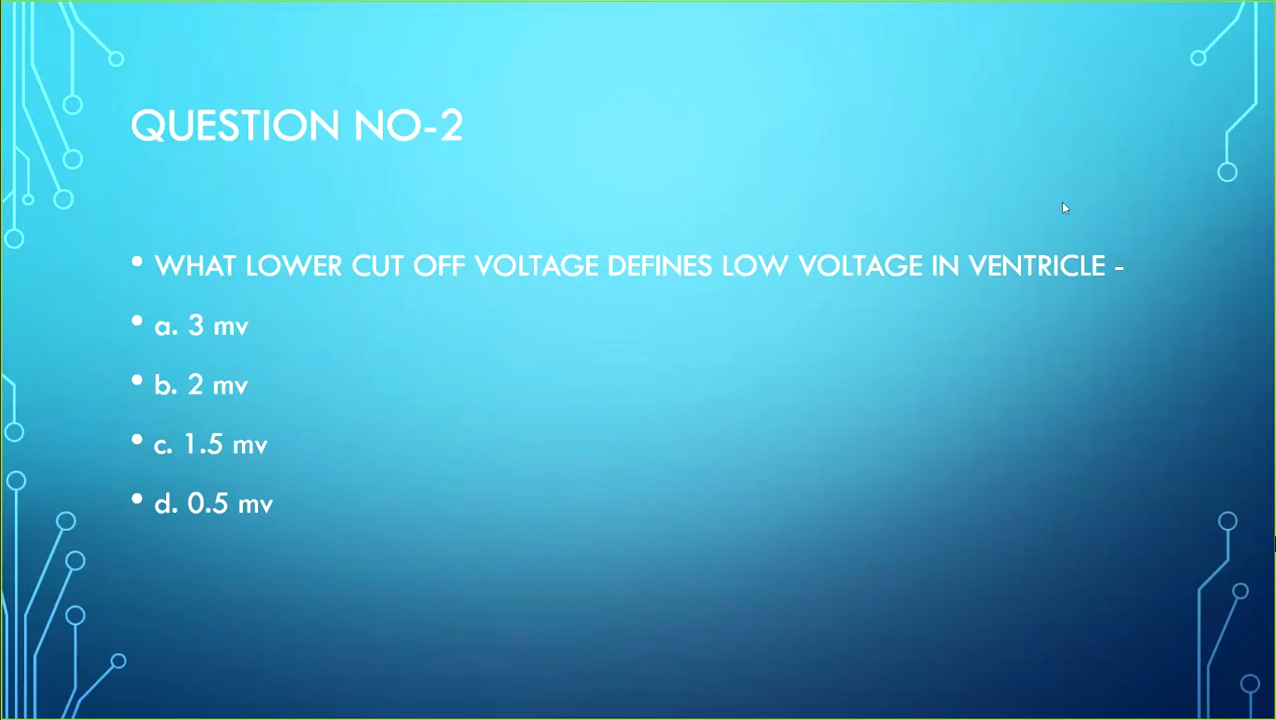 QUESTION NO-2
• WHAT LOWER CUT OFF VOLTAGE DEFINES LOW VOLTAGE IN VENTRICLE -
• a. 3 mv
• b. 2 mv
• c. 1.5 mv
• d. 0.5 mv